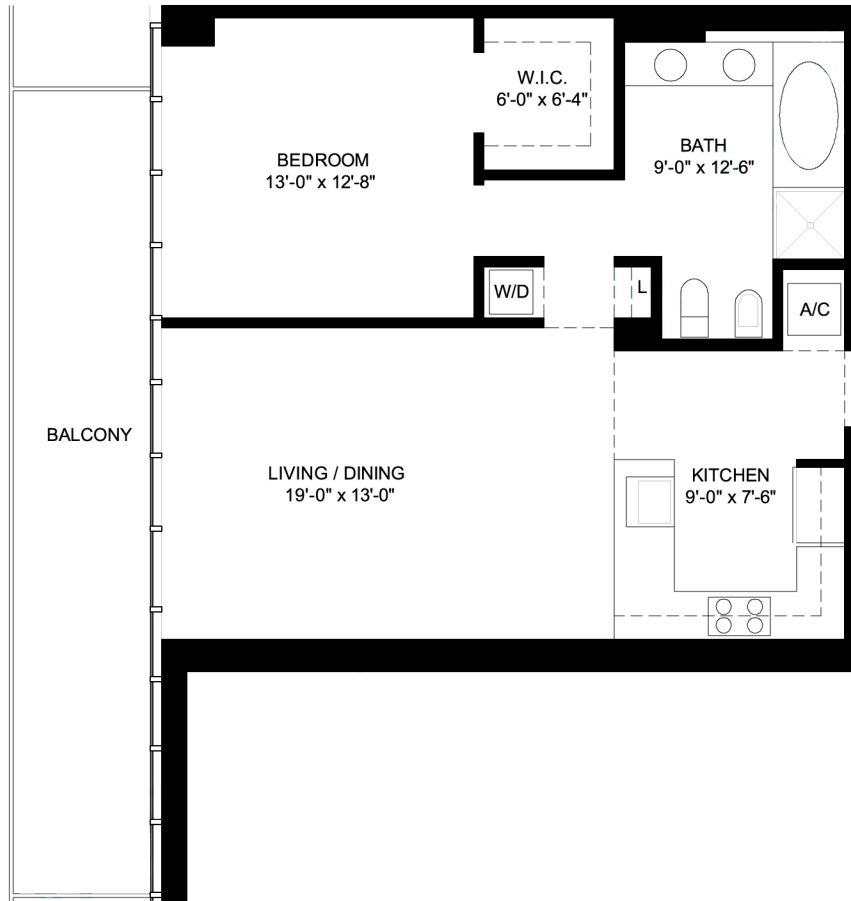 W.I.C.
6'-0" x 6'-4"
BEDROOM
13'-0" x 12'-8"
BATH
9'-0" x 12'-6"
W/D
L
A/C
BALCONY
LIVING / DINING
19'-0" x 13'-0"
KITCHEN
9'-0" x 7'-6"